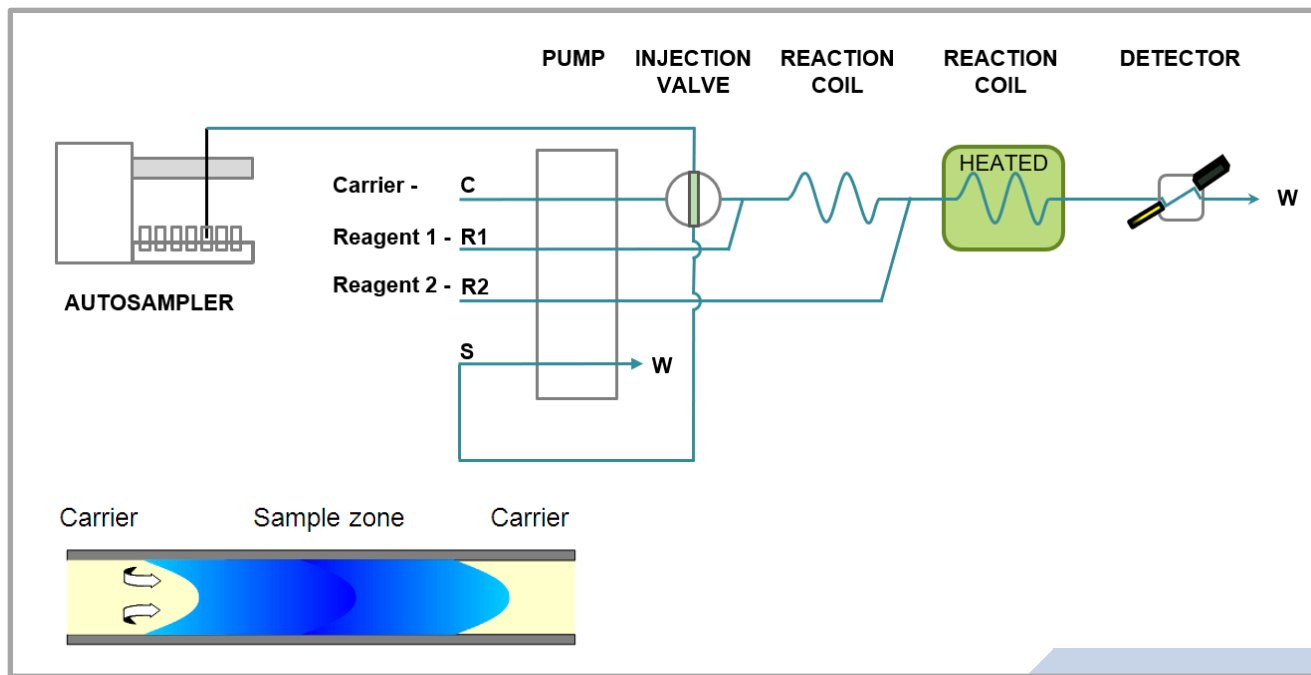 PUMP
INJECTION
VALVE
REACTION
COIL
REACTION
COIL
DETECTOR
HEATED
Carrier - C
W
Reagent 1 - R1
Reagent 2 - R2
AUTOSAMPLER
S
W
Carrier
Sample zone
Carrier